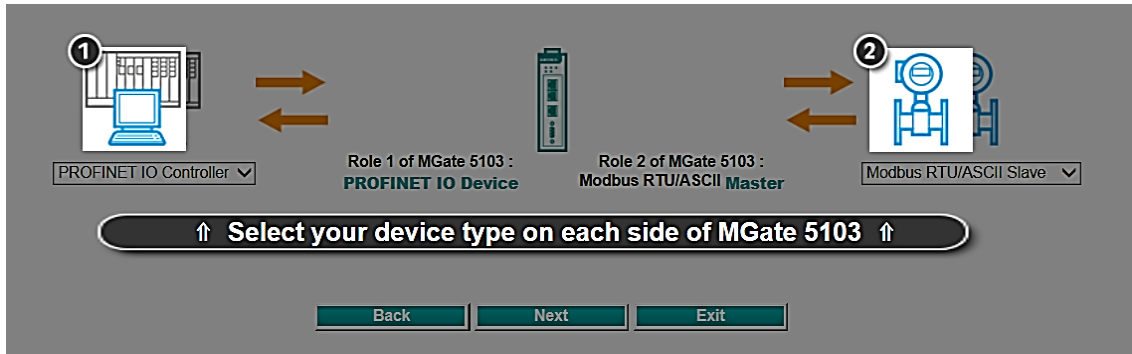 1
2
PROFINET IO Controller
Role 1 of MGate 5103 :
PROFINET IO Device
Role 2 of MGate 5103 :
Modbus RTU/ASCII Master
Modbus RTU/ASCII Slave
⇑ Select your device type on each side of MGate 5103 ⇑
Back
Next
Exit